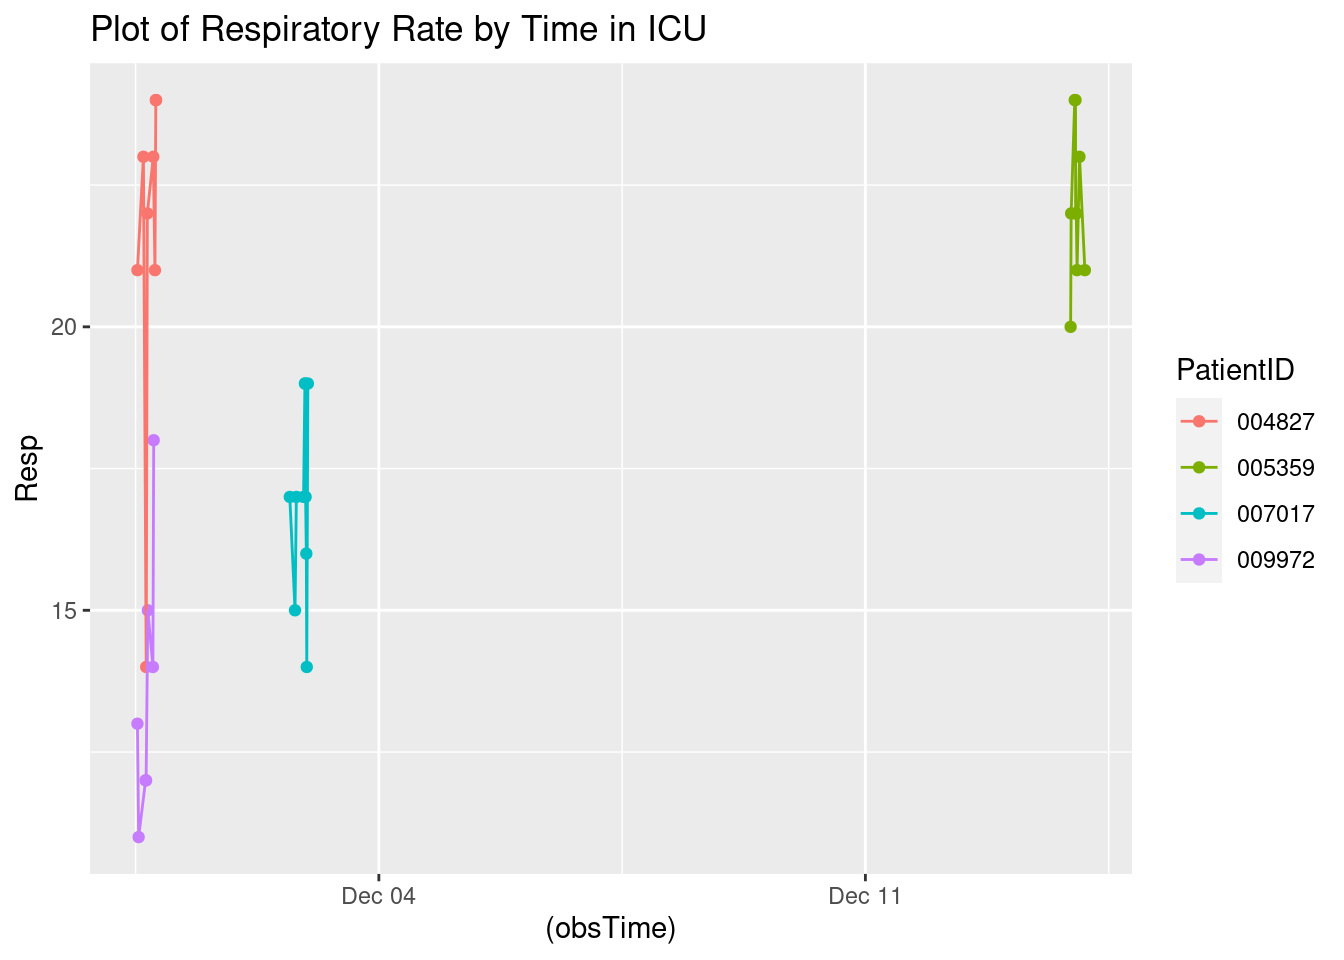 Plot of Respiratory Rate by Time in ICU
20
15
Resp
Dec 04
Dec 11
(obsTime)
PatientID
004827
005359
007017
009972